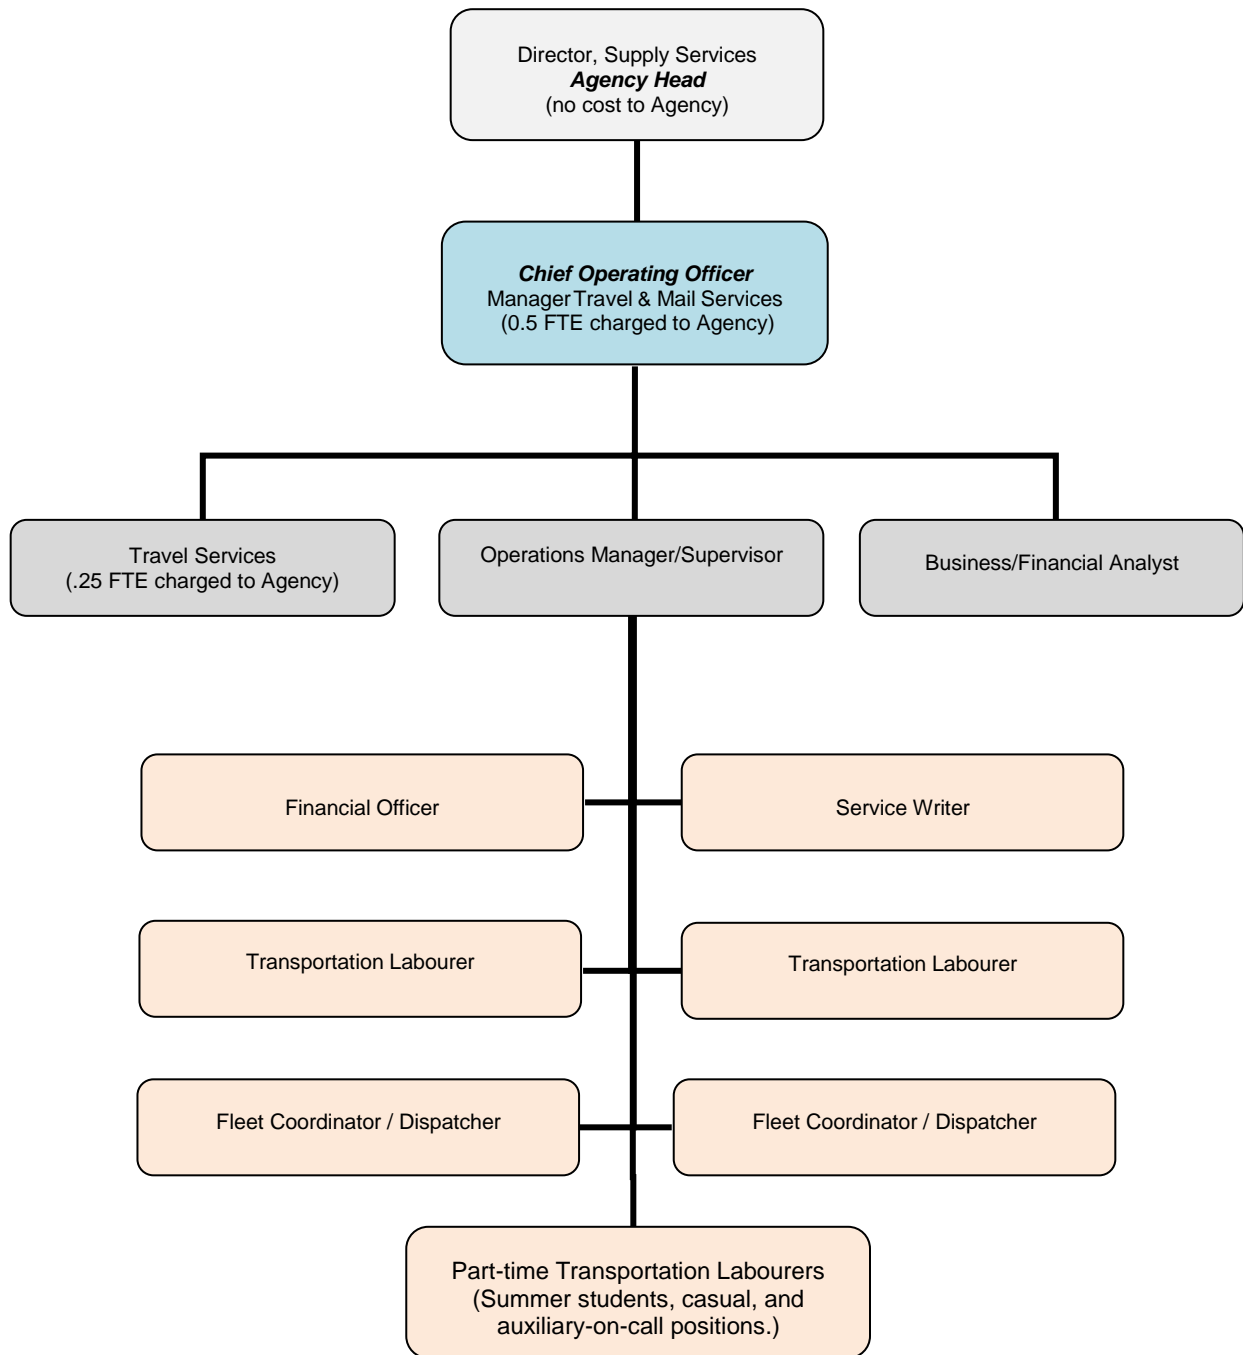 Director, Supply Services
Agency Head
(no cost to Agency)
Chief Operating Officer
Manager Travel & Mail Services
(0.5 FTE charged to Agency)
Travel Services
(.25 FTE charged to Agency)
Operations Manager/Supervisor
Business/Financial Analyst
Financial Officer
Service Writer
Transportation Labourer
Transportation Labourer
Fleet Coordinator / Dispatcher
Fleet Coordinator / Dispatcher
Part-time Transportation Labourers
(Summer students, casual, and
auxiliary-on-call positions.)